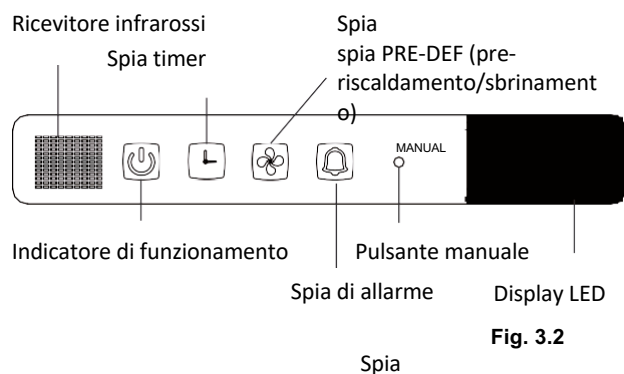 Ricevitore infrarossi
Spia timer
Spia
spia PRE-DEF (pre-
riscaldamento/sbrinament
o)
MANUAL
Indicatore di funzionamento
Pulsante manuale
Spia di allarme
Display LED
Fig. 3.2
Spia